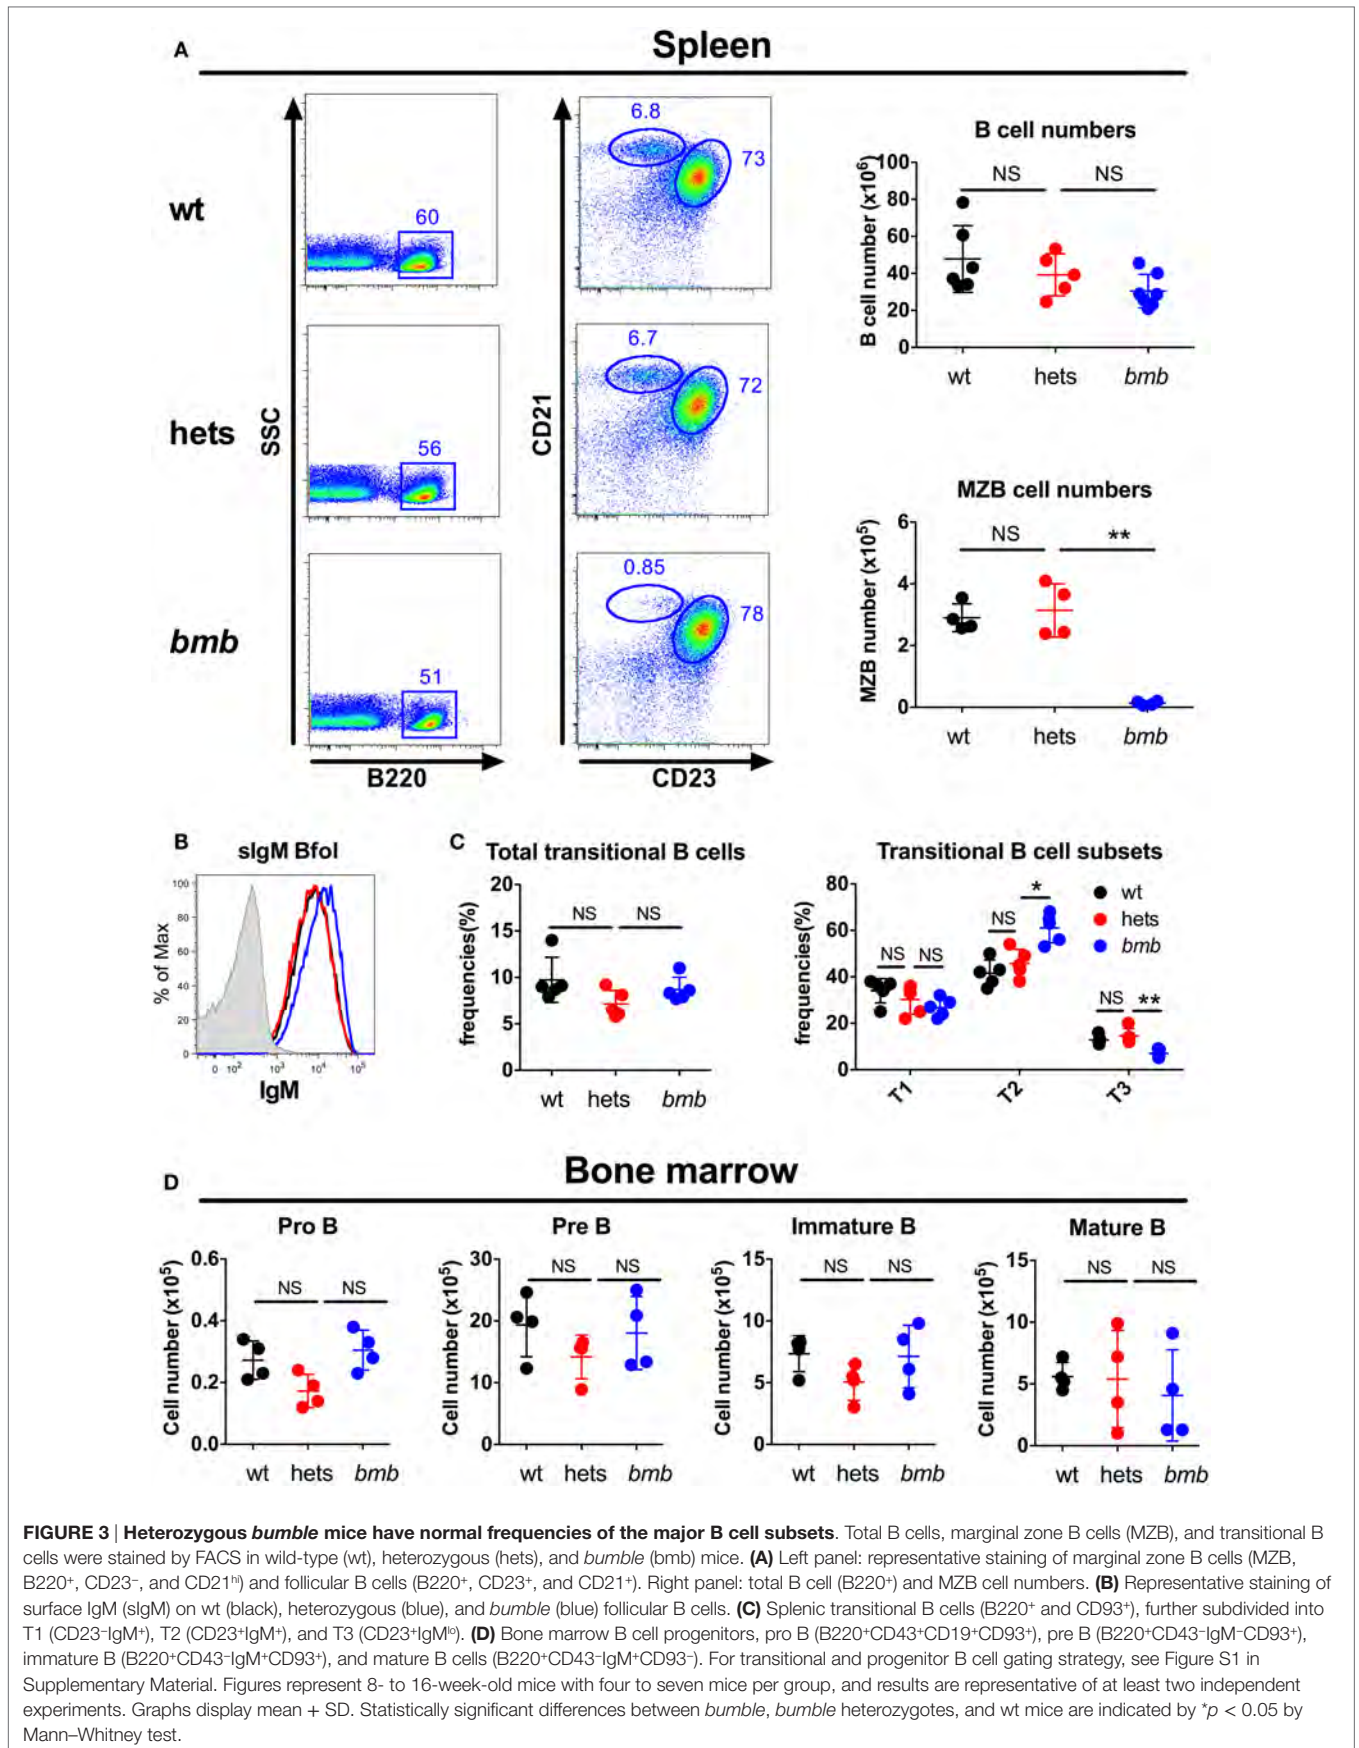 A
Spleen
wt
hets
bmb
SSC
60
56
51
B220
CD21
6.8
73
6.7
72
0.85
78
CD23
B cell numbers
B cell number (x10⁶)
100
80
60
40
20
0
NS
NS
wt
hets
bmb
MZB cell numbers
MZB number (x10⁵)
6
4
2
0
NS
**
wt
hets
bmb
B
sIgM Bfol
% of Max
100
80
60
40
20
0
0
10²
10³
10⁴
10⁵
IgM
C
Total transitional B cells
frequencies(%)
20
15
10
5
0
NS
NS
wt
hets
bmb
Transitional B cell subsets
frequencies(%)
80
60
40
20
0
NS
NS
NS
*
NS
**
wt
hets
bmb
T1
T2
T3
D
Bone marrow
Pro B
Cell number (x10⁵)
0.6
0.4
0.2
0.0
NS
NS
wt
hets
bmb
Pre B
Cell number (x10⁵)
30
20
10
0
NS
NS
wt
hets
bmb
Immature B
Cell number (x10⁵)
15
10
5
0
NS
NS
wt
hets
bmb
Mature B
Cell number (x10⁵)
15
10
5
0
NS
NS
wt
hets
bmb
FIGURE 3 | Heterozygous bumble mice have normal frequencies of the major B cell subsets. Total B cells, marginal zone B cells (MZB), and transitional B
cells were stained by FACS in wild-type (wt), heterozygous (hets), and bumble (bmb) mice. (A) Left panel: representative staining of marginal zone B cells (MZB,
B220⁺, CD23⁻, and CD21ʰⁱ) and follicular B cells (B220⁺, CD23⁺, and CD21⁺). Right panel: total B cell (B220⁺) and MZB cell numbers. (B) Representative staining of
surface IgM (sIgM) on wt (black), heterozygous (blue), and bumble (blue) follicular B cells. (C) Splenic transitional B cells (B220⁺ and CD93⁺), further subdivided into
T1 (CD23⁻IgM⁺), T2 (CD23⁺IgM⁺), and T3 (CD23⁺IgMˡᵒ). (D) Bone marrow B cell progenitors, pro B (B220⁺CD43⁺CD19⁺CD93⁺), pre B (B220⁺CD43⁻IgM⁻CD93⁺),
immature B (B220⁺CD43⁻IgM⁺CD93⁺), and mature B cells (B220⁺CD43⁻IgM⁺CD93⁻). For transitional and progenitor B cell gating strategy, see Figure S1 in
Supplementary Material. Figures represent 8- to 16-week-old mice with four to seven mice per group, and results are representative of at least two independent
experiments. Graphs display mean + SD. Statistically significant differences between bumble, bumble heterozygotes, and wt mice are indicated by *p < 0.05 by
Mann–Whitney test.